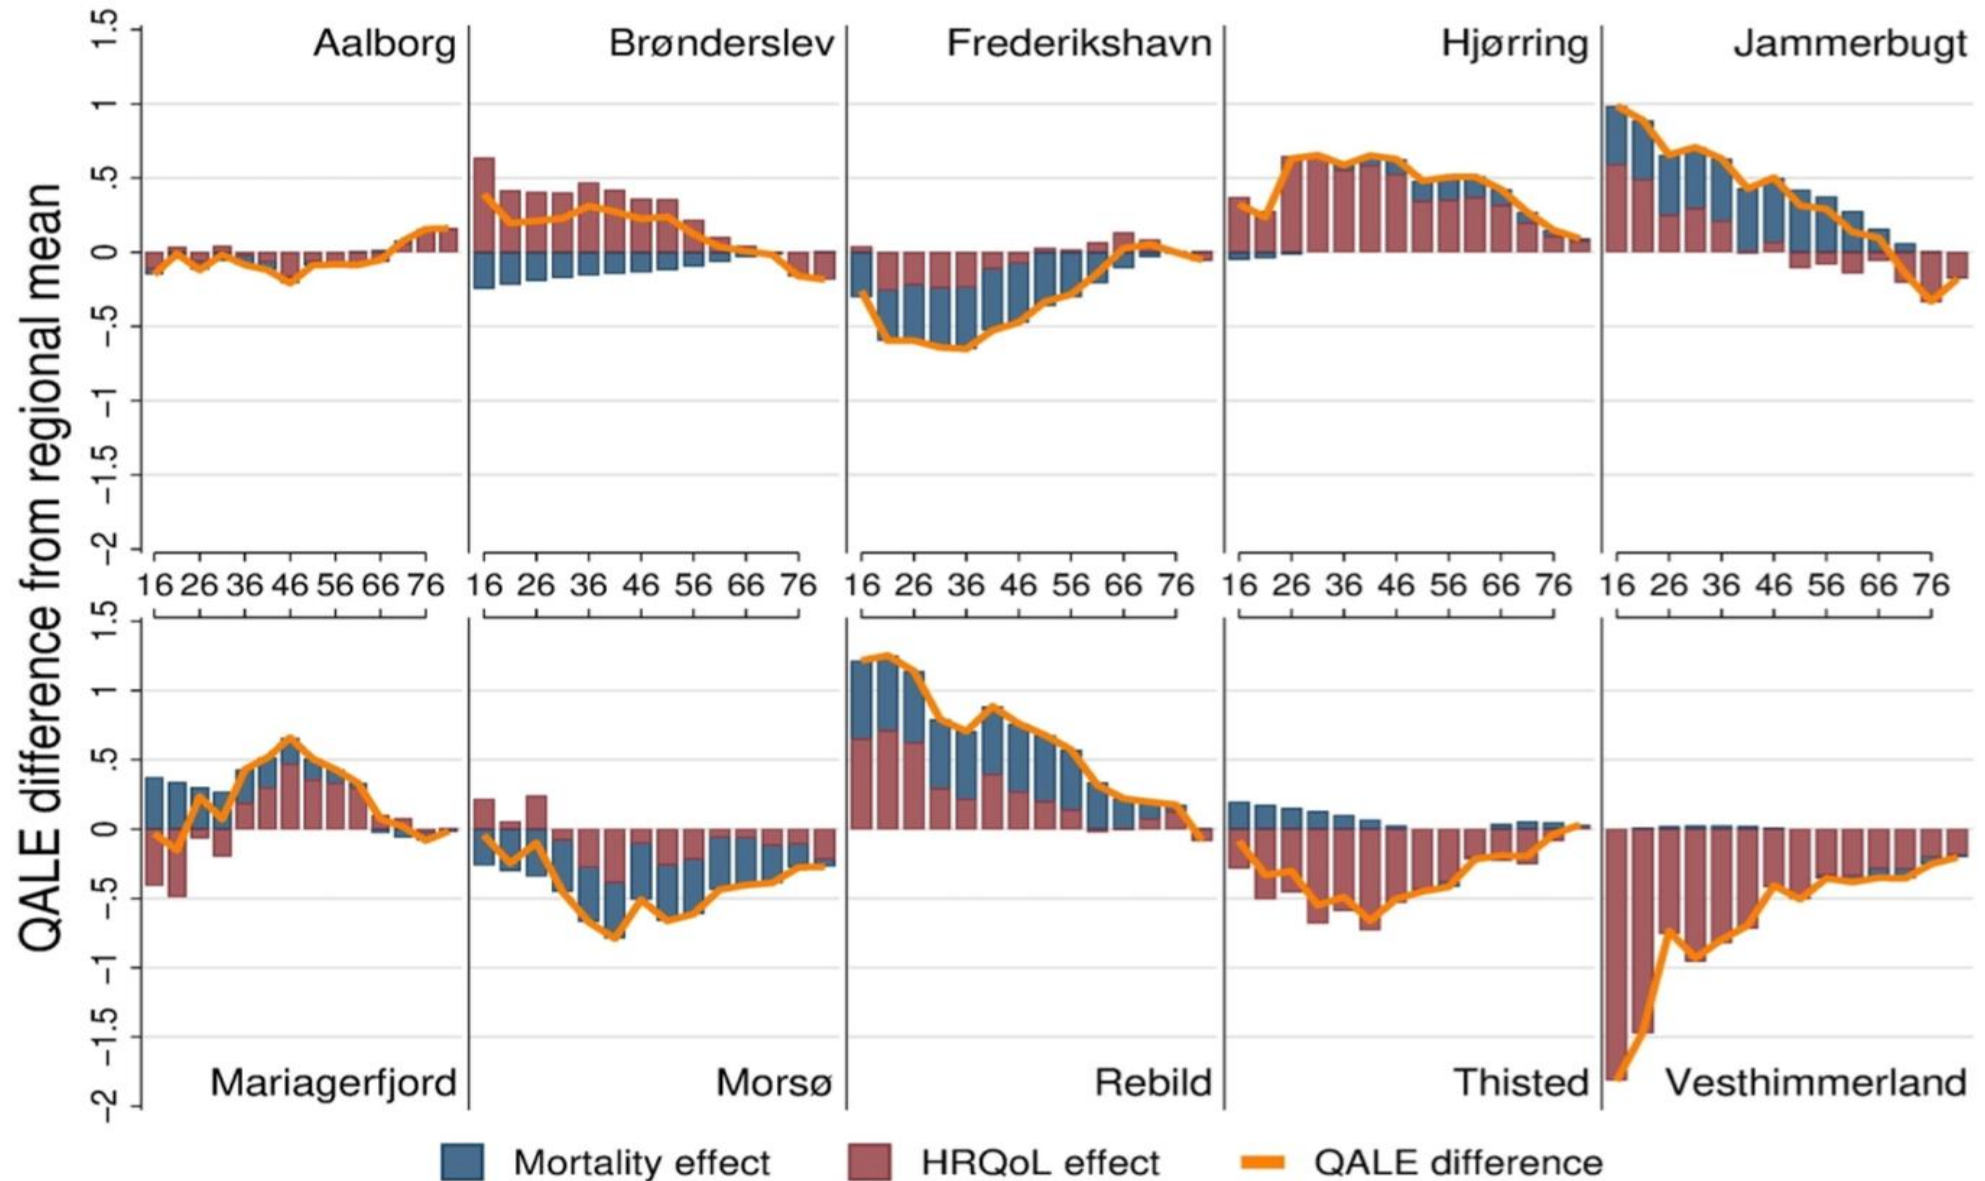 QALE difference from regional mean
Aalborg
Brønderslev
Frederikshavn
Hjørring
Jammerbugt
1.5
1
.5
0
-.5
-1
-1.5
-2
16 26 36 46 56 66 76
16 26 36 46 56 66 76
16 26 36 46 56 66 76
16 26 36 46 56 66 76
16 26 36 46 56 66 76
1.5
1
.5
0
-.5
-1
-1.5
-2
Mariagerfjord
Morsø
Rebild
Thisted
Vesthimmerland
Mortality effect
HRQoL effect
QALE difference